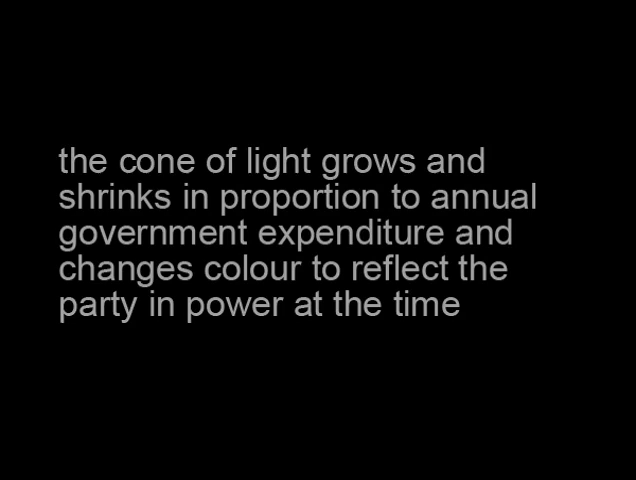 the cone of light grows and
shrinks in proportion to annual
government expenditure and
changes colour to reflect the
party in power at the time